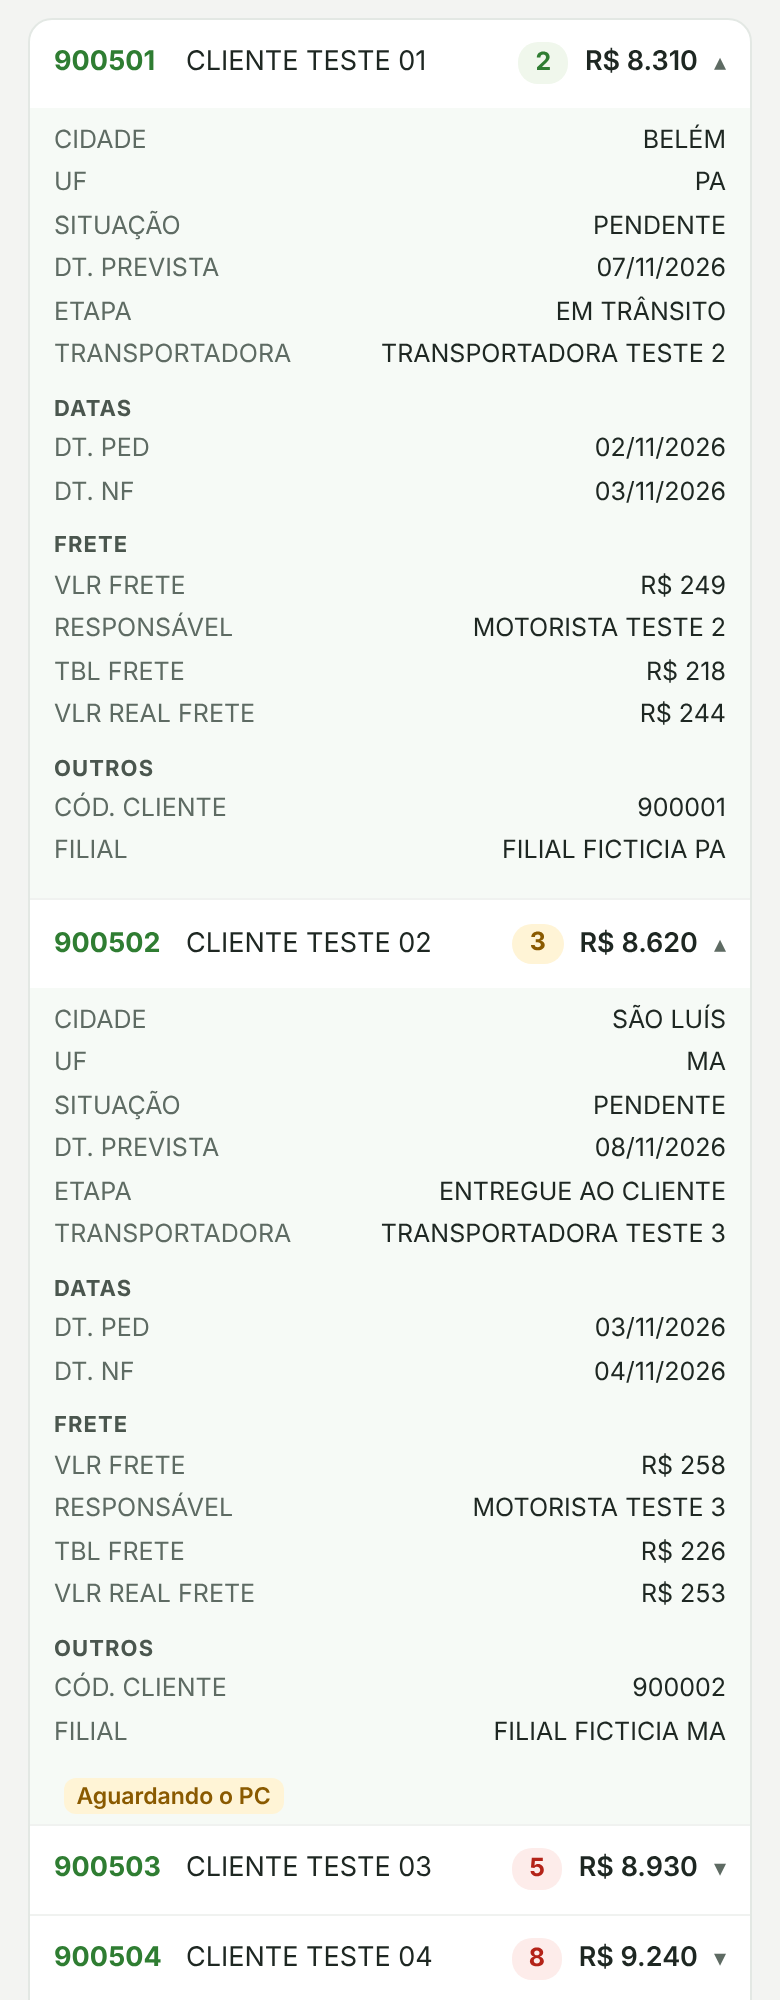 900501 CLIENTE TESTE 01 2 R$ 8.310 ▲
CIDADE BELÉM
UF PA
SITUAÇÃO PENDENTE
DT. PREVISTA 07/11/2026
ETAPA EM TRÂNSITO
TRANSPORTADORA TRANSPORTADORA TESTE 2
DATAS
DT. PED 02/11/2026
DT. NF 03/11/2026
FRETE
VLR FRETE R$ 249
RESPONSÁVEL MOTORISTA TESTE 2
TBL FRETE R$ 218
VLR REAL FRETE R$ 244
OUTROS
CÓD. CLIENTE 900001
FILIAL FILIAL FICTICIA PA
900502 CLIENTE TESTE 02 3 R$ 8.620 ▲
CIDADE SÃO LUÍS
UF MA
SITUAÇÃO PENDENTE
DT. PREVISTA 08/11/2026
ETAPA ENTREGUE AO CLIENTE
TRANSPORTADORA TRANSPORTADORA TESTE 3
DATAS
DT. PED 03/11/2026
DT. NF 04/11/2026
FRETE
VLR FRETE R$ 258
RESPONSÁVEL MOTORISTA TESTE 3
TBL FRETE R$ 226
VLR REAL FRETE R$ 253
OUTROS
CÓD. CLIENTE 900002
FILIAL FILIAL FICTICIA MA
Aguardando o PC
900503 CLIENTE TESTE 03 5 R$ 8.930 ▼
900504 CLIENTE TESTE 04 8 R$ 9.240 ▼